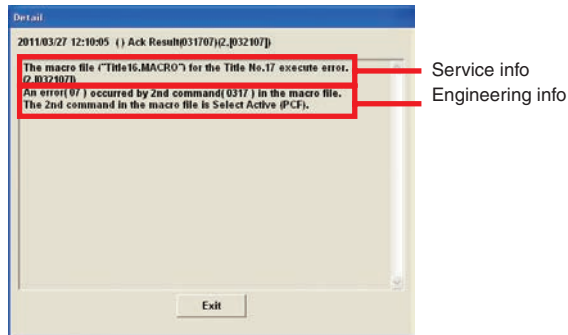 Detail
2011/03/27 12:10:05 () Ack Result(031707)(2,[032107])
The macro file ("Title16.MACRO") for the Title No.17 execute error.
(2,[032107])
An error( 07 ) occurred by 2nd command( 0317 ) in the macro file.
The 2nd command in the macro file is Select Active (PCF).
Service info
Engineering info
Exit